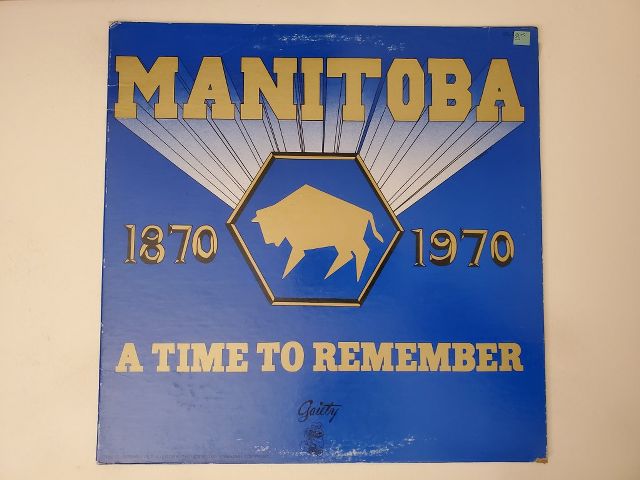 MANITOBA
1870 1970
A TIME TO REMEMBER
Gaiety